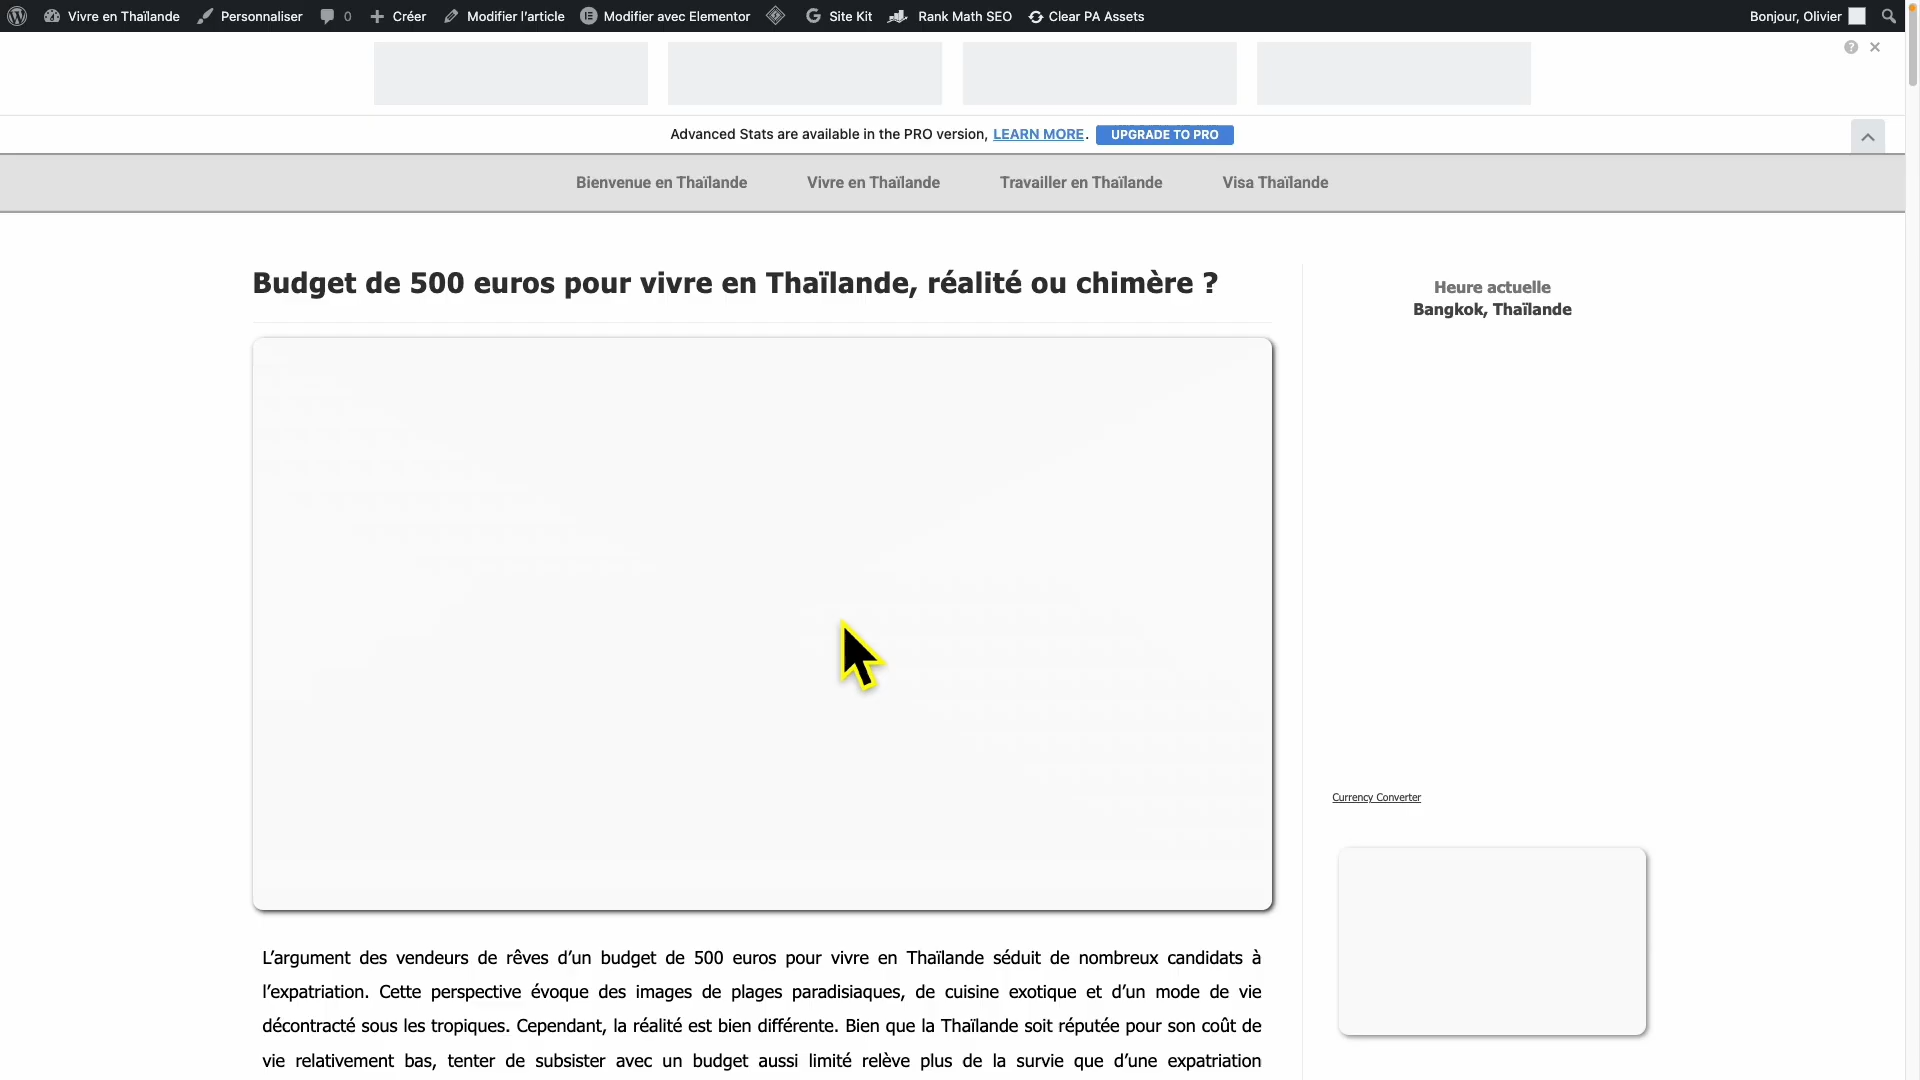 Vivre en Thaïlande Personnaliser 0 Créer Modifier l'article Modifier avec Elementor Site Kit Rank Math SEO Clear PA Assets Bonjour, Olivier
Advanced Stats are available in the PRO version, LEARN MORE. UPGRADE TO PRO
Bienvenue en Thaïlande Vivre en Thaïlande Travailler en Thaïlande Visa Thaïlande
Budget de 500 euros pour vivre en Thaïlande, réalité ou chimère ?
Heure actuelle
Bangkok, Thaïlande
Currency Converter
L’argument des vendeurs de rêves d’un budget de 500 euros pour vivre en Thaïlande séduit de nombreux candidats à
l’expatriation. Cette perspective évoque des images de plages paradisiaques, de cuisine exotique et d’un mode de vie
décontracté sous les tropiques. Cependant, la réalité est bien différente. Bien que la Thaïlande soit réputée pour son coût de
vie relativement bas, tenter de subsister avec un budget aussi limité relève plus de la survie que d’une expatriation